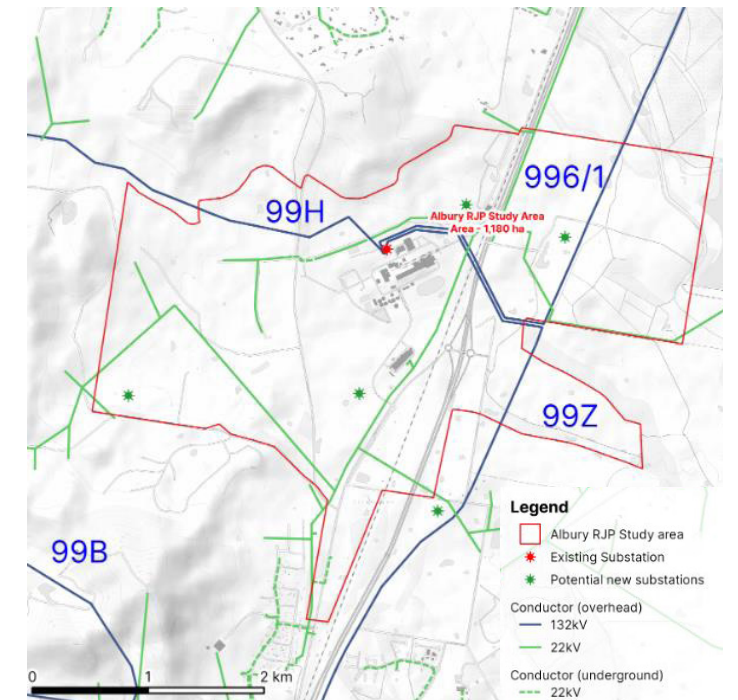 996/1
99H
Albury RJP Study Area
Area - 1,180 ha
99Z
99B
Legend
Albury RJP Study area
Existing Substation
Potential new substations
Conductor (overhead)
132kV
22kV
Conductor (underground)
22kV
0 1 2 km